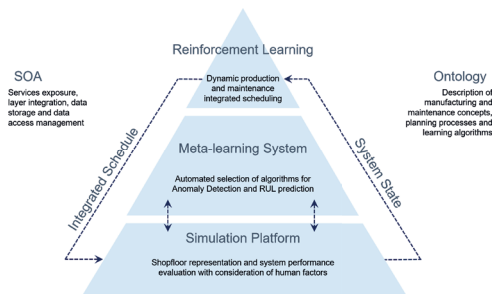 Reinforcement Learning
SOA
Services exposure,
layer integration, data
storage and data
access management
Dynamic production
and maintenance
integrated scheduling
Ontology
Description of
manufacturing and
maintenance concepts,
planning processes and
learning algorithms
Integrated Schedule
System State
Meta-learning System
Automated selection of algorithms for
Anomaly Detection and RUL prediction
Simulation Platform
Shopfloor representation and system performance
evaluation with consideration of human factors